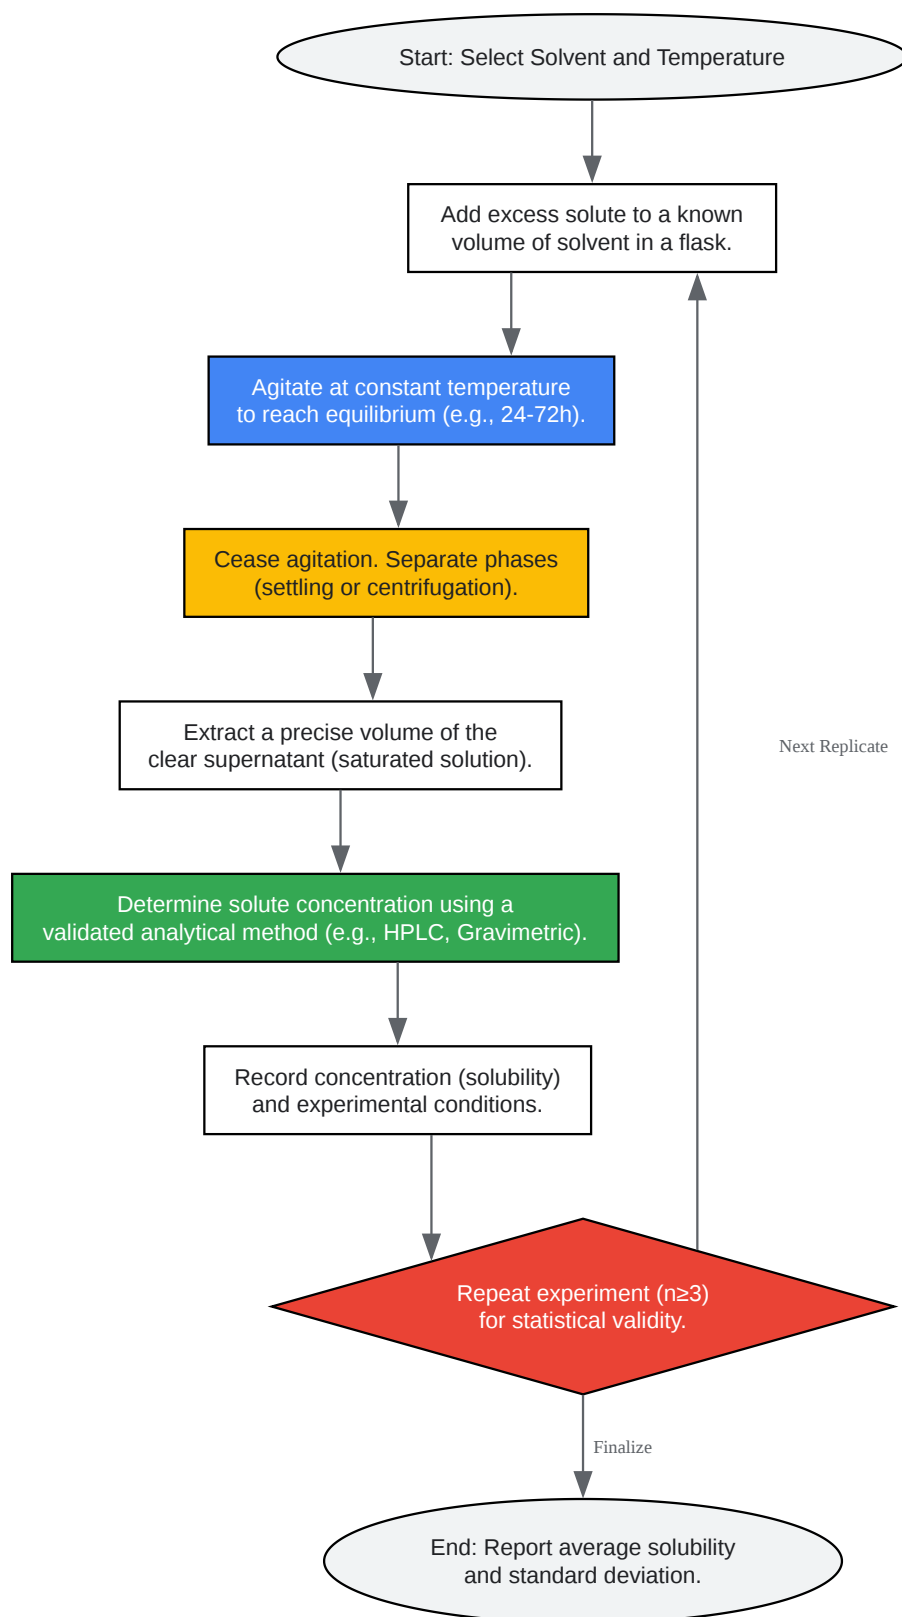 Start: Select Solvent and Temperature
Add excess solute to a known
volume of solvent in a flask.
Agitate at constant temperature
to reach equilibrium (e.g., 24-72h).
Cease agitation. Separate phases
(settling or centrifugation).
Extract a precise volume of the
clear supernatant (saturated solution).
Next Replicate
Determine solute concentration using a
validated analytical method (e.g., HPLC, Gravimetric).
Record concentration (solubility)
and experimental conditions.
Repeat experiment (n≥3)
for statistical validity.
Finalize
End: Report average solubility
and standard deviation.